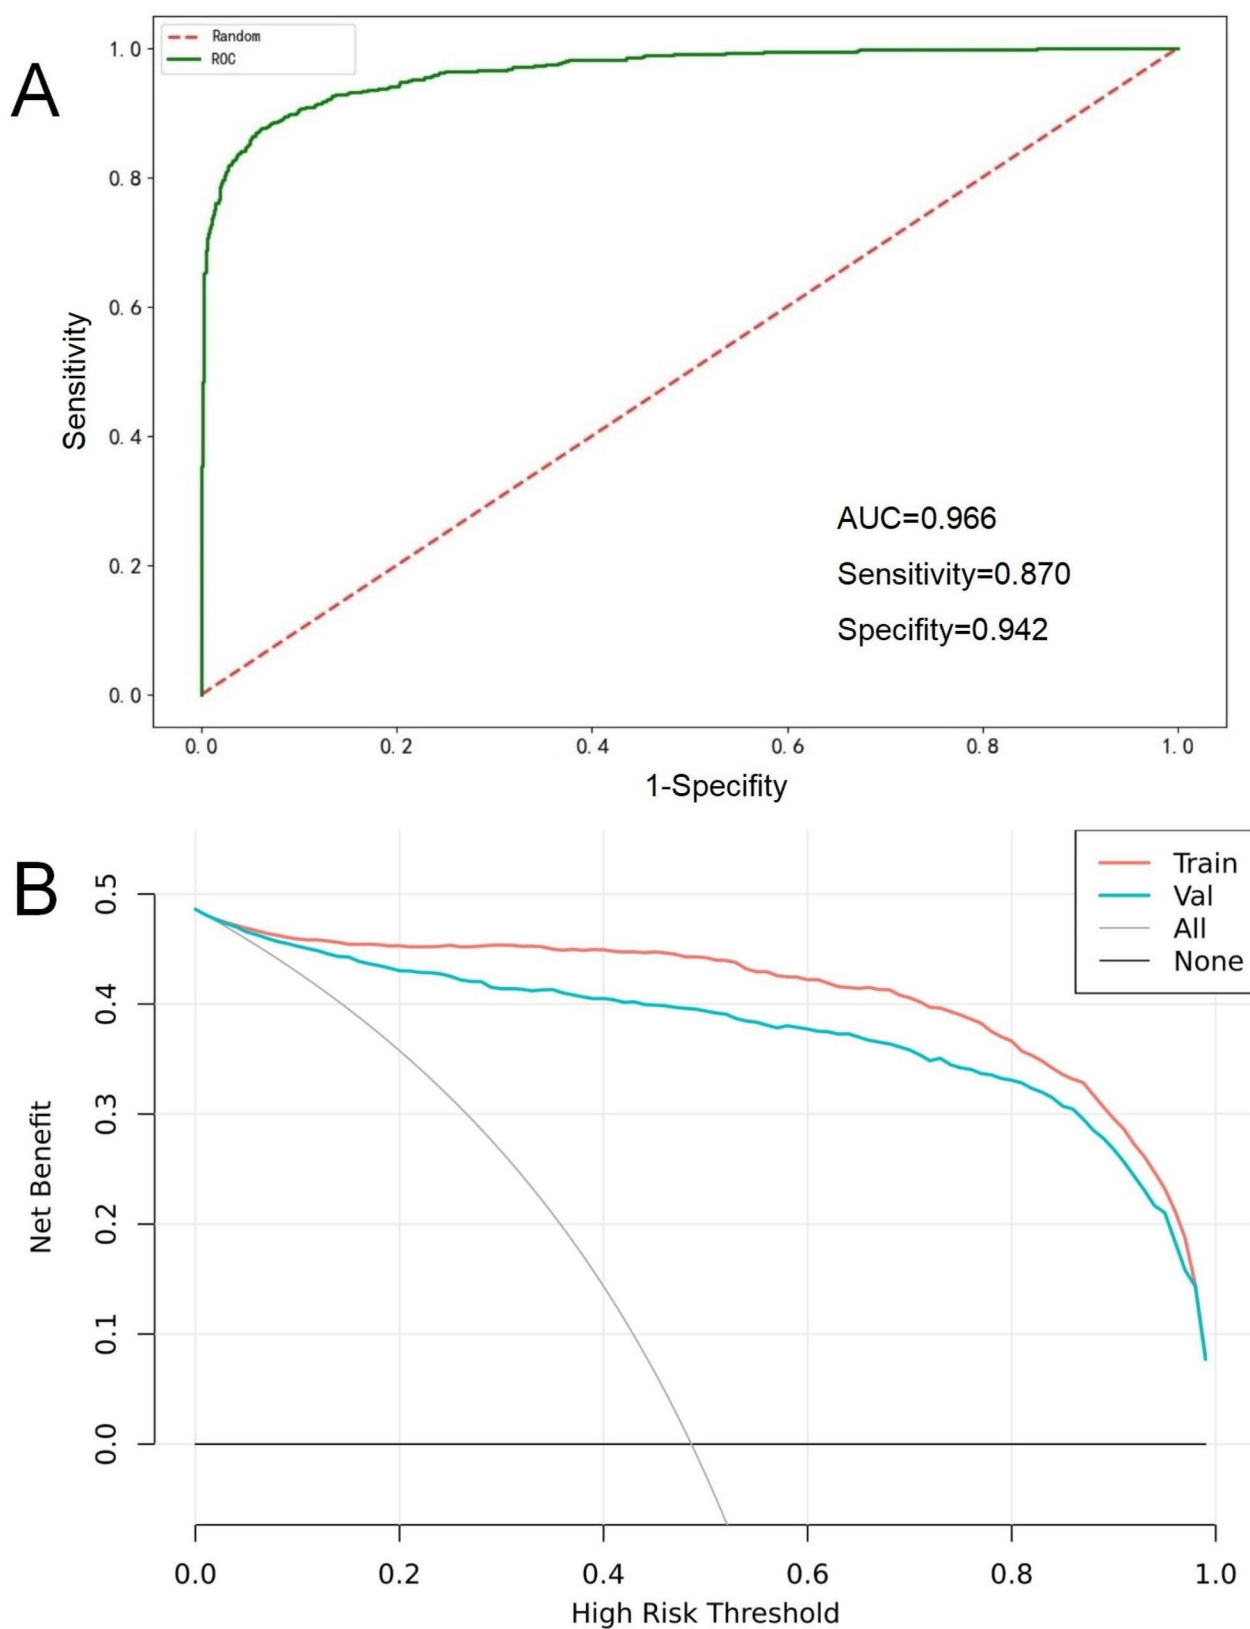 A
Random
ROC
1.0
0.8
0.6
0.4
0.2
0.0
Sensitivity
AUC=0.966
Sensitivity=0.870
Specifity=0.942
0.0 0.2 0.4 0.6 0.8 1.0
1-Specifity
B
Train
Val
All
None
0.5
0.4
0.3
0.2
0.1
0.0
Net Benefit
0.0 0.2 0.4 0.6 0.8 1.0
High Risk Threshold